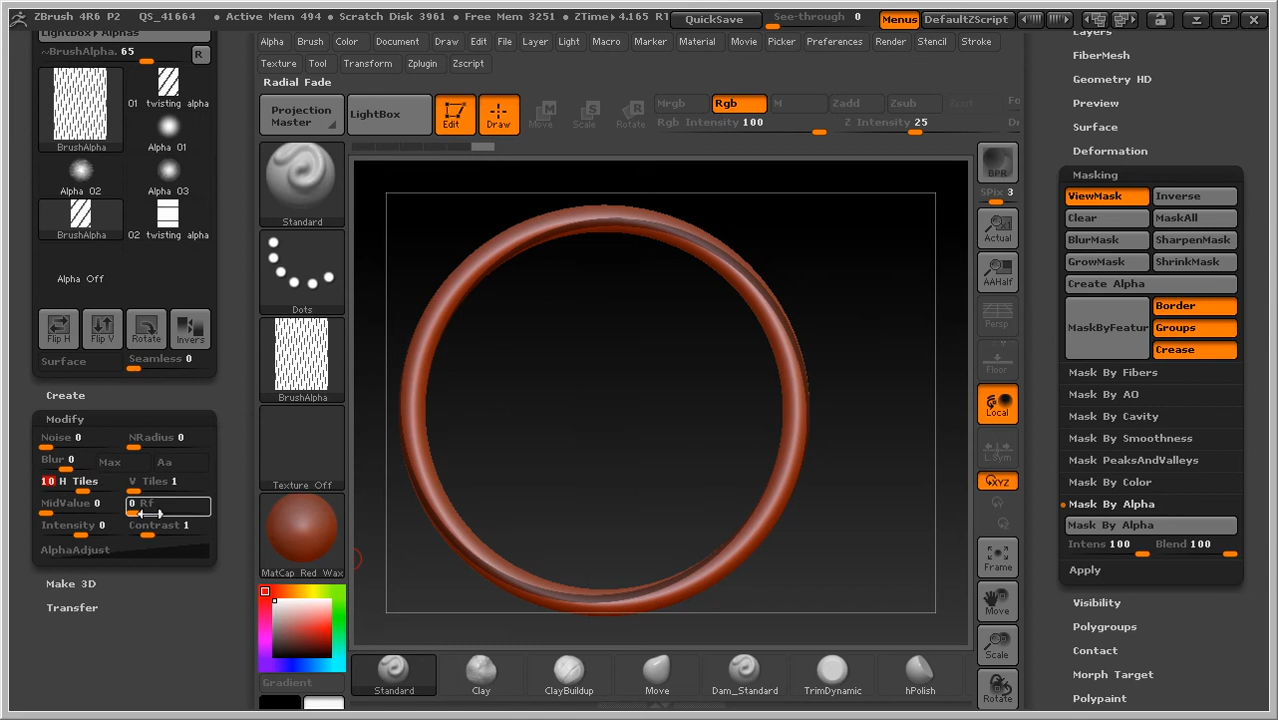 ZBrush 4R6 P2 QS_41664 • Active Mem 494 • Scratch Disk 3961 • Free Mem 3251 • ZTime▸4.165 RT
QuickSave
See-through 0
Menus
DefaultZScript
Alpha Brush Color Document Draw Edit File Layer Light Macro Marker Material Movie Picker Preferences Render Stencil Stroke
Texture Tool Transform Zplugin Zscript
Radial Fade
Lightbox▸Alphas
~BrushAlpha. 65
R
BrushAlpha
01 twisting alpha
Alpha 01
Alpha 02
Alpha 03
BrushAlpha
02 twisting alpha
Alpha Off
Flip H
Flip V
Rotate
Invers
Surface
Seamless 0
Create
Modify
Noise 0
NRadius 0
Blur 0
Max
Aa
10 H Tiles
V Tiles 1
MidValue 0
0 Rf
Intensity 0
Contrast 1
AlphaAdjust
Make 3D
Transfer
Projection
Master
LightBox
Edit
Draw
Move
Scale
Rotate
Mrgb
Rgb
M
Zadd
Zsub
Rgb Intensity 100
Z Intensity 25
Fo
Dy
Standard
Dots
BrushAlpha
Texture Off
MatCap Red Wax
Gradient
BPR
SPix 3
Actual
AAHalf
Persp
Floor
Local
L.Sym
XYZ
Frame
Move
Scale
Rotate
Standard
Clay
ClayBuildup
Move
Dam_Standard
TrimDynamic
hPolish
Layers
FiberMesh
Geometry HD
Preview
Surface
Deformation
Masking
ViewMask
Inverse
Clear
MaskAll
BlurMask
SharpenMask
GrowMask
ShrinkMask
Create Alpha
MaskByFeatur
Border
Groups
Crease
Mask By Fibers
Mask By AO
Mask By Cavity
Mask By Smoothness
Mask PeaksAndValleys
Mask By Color
Mask By Alpha
Mask By Alpha
Intens 100
Blend 100
Apply
Visibility
Polygroups
Contact
Morph Target
Polypaint